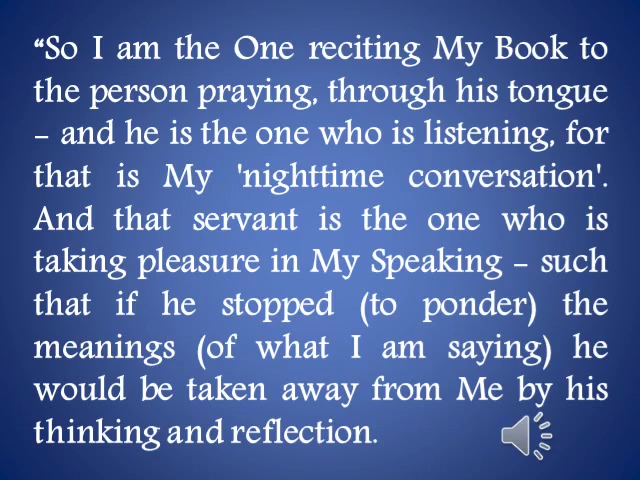 “So I am the One reciting My Book to
the person praying, through his tongue
– and he is the one who is listening, for
that is My 'nighttime conversation'.
And that servant is the one who is
taking pleasure in My Speaking – such
that if he stopped (to ponder) the
meanings (of what I am saying) he
would be taken away from Me by his
thinking and reflection.